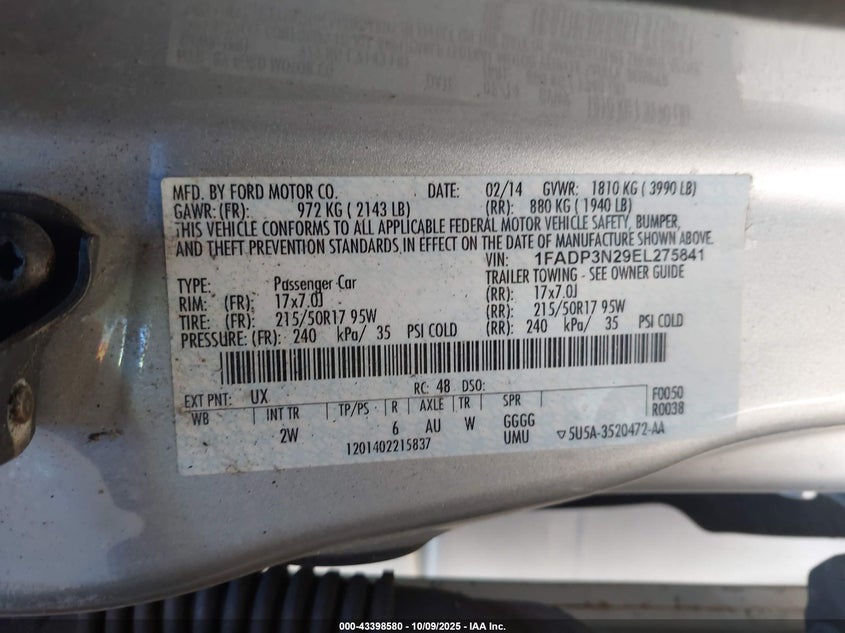 MFD. BY FORD MOTOR CO. DATE: 02/14 GVWR: 1810 KG ( 3990 LB)
GAWR: (FR): 972 KG ( 2143 LB) (RR): 880 KG ( 1940 LB)
THIS VEHICLE CONFORMS TO ALL APPLICABLE FEDERAL MOTOR VEHICLE SAFETY, BUMPER,
AND THEFT PREVENTION STANDARDS IN EFFECT ON THE DATE OF MANUFACTURE SHOWN ABOVE.
VIN: 1FADP3N29EL275841
TYPE: Passenger Car TRAILER TOWING - SEE OWNER GUIDE
RIM: (FR): 17x7.0J (RR): 17x7.0J
TIRE: (FR): 215/50R17 95W (RR): 215/50R17 95W
PRESSURE: (FR): 240 kPa/ 35 PSI COLD (RR): 240 kPa/ 35 PSI COLD
EXT PNT: UX RC: 48 DSO:
WB INT TR TP/PS R AXLE TR SPR F0050
2W 6 AU W GGGG R0038
1201402215837 UMU ▽5U5A-3520472-AA
000-43398580 - 10/09/2025 - IAA Inc.